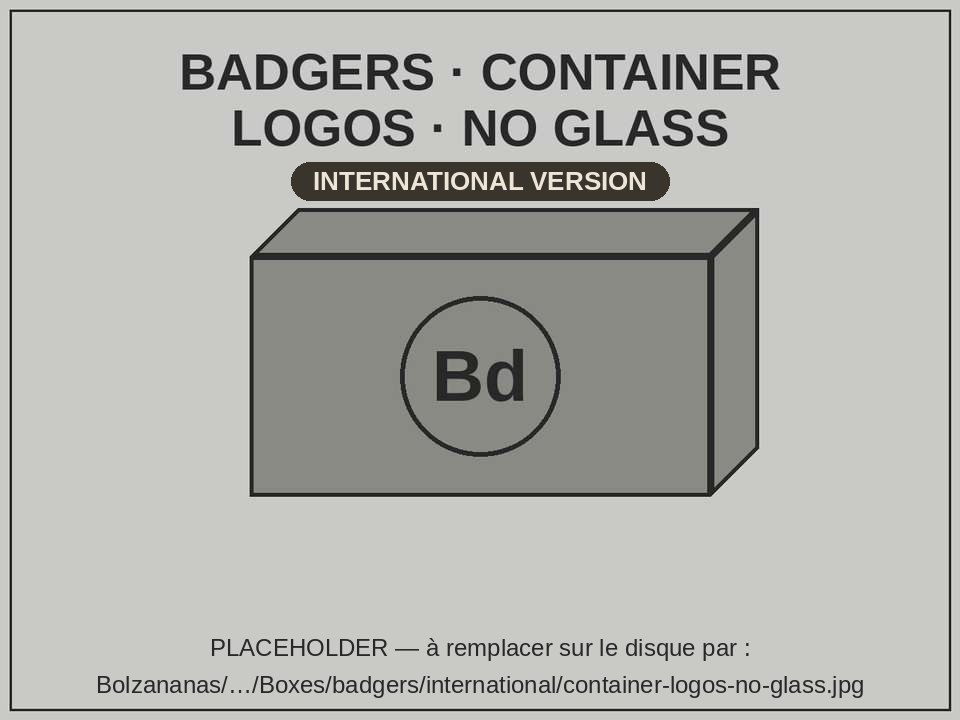 BADGERS · CONTAINER
LOGOS · NO GLASS
INTERNATIONAL VERSION
Bd
PLACEHOLDER — à remplacer sur le disque par :
Bolzananas/…/Boxes/badgers/international/container-logos-no-glass.jpg